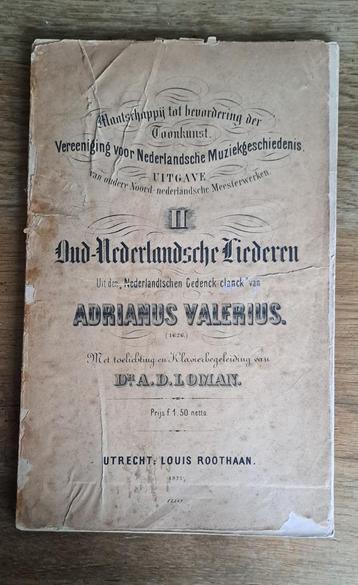 Maatschappij tot bevordering der
Toonkunst.
Vereeniging voor Nederlandsche Muziekgeschiedenis.
UITGAVE
van oudere Noord-nederlandsche Meesterwerken.
II
Oud-Nederlandsche Liederen
Uit den „Nederlandtschen Gedenck-clanck” van
ADRIANUS VALERIUS.
(1626.)
Met toelichting en Klavierbegeleiding van
Dr. A. D. LOMAN.
Prijs f 1.50 netto.
UTRECHT: LOUIS ROOTHAAN.